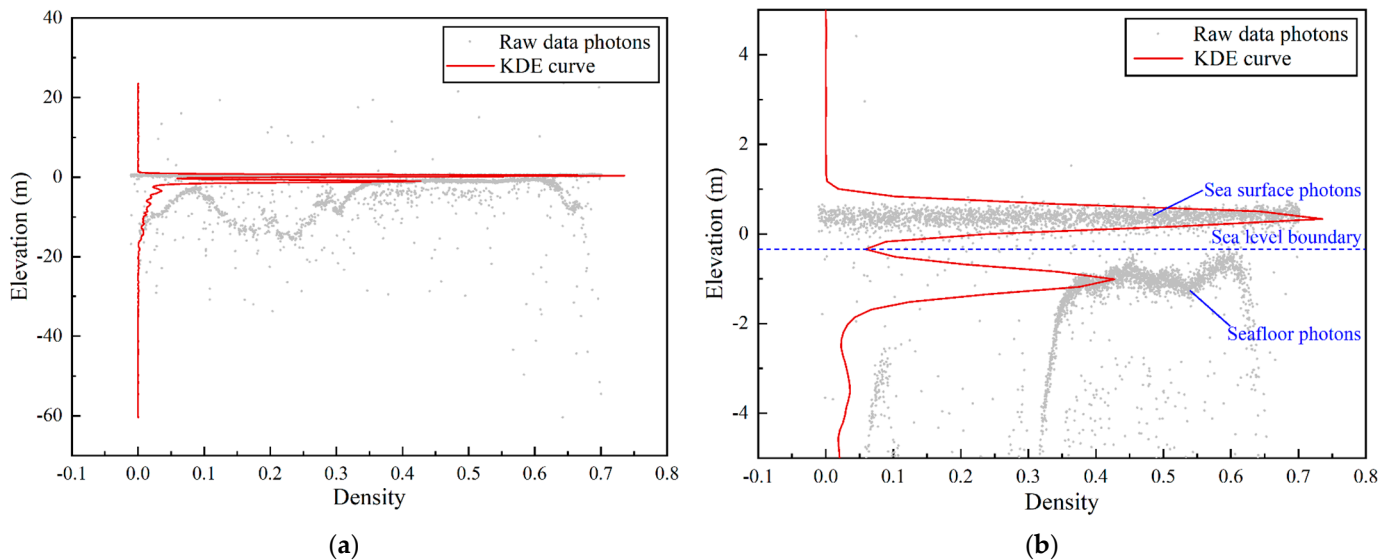 40
20
0
-20
-40
-60
Elevation (m)
-0.1 0.0 0.1 0.2 0.3 0.4 0.5 0.6 0.7 0.8
Density
Raw data photons
KDE curve
(a)
4
2
0
-2
-4
Elevation (m)
-0.1 0.0 0.1 0.2 0.3 0.4 0.5 0.6 0.7 0.8
Density
Raw data photons
KDE curve
Sea surface photons
Sea level boundary
Seafloor photons
(b)